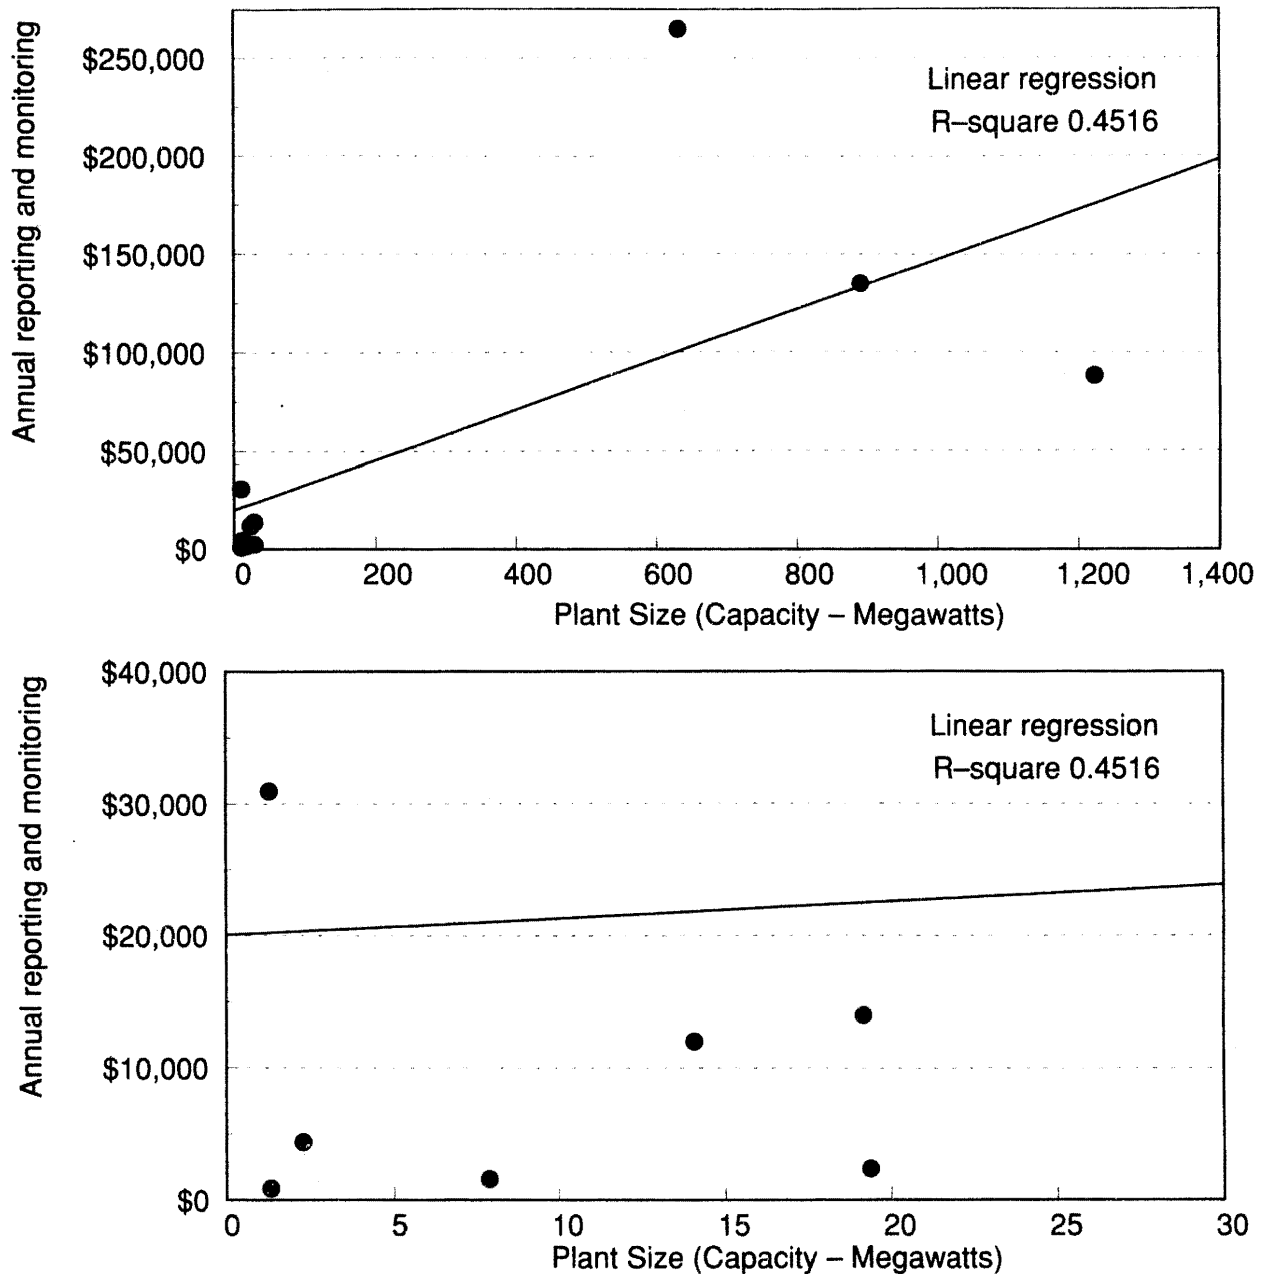 Annual reporting and monitoring
$250,000
$200,000
$150,000
$100,000
$50,000
$0
Linear regression
R–square 0.4516
0 200 400 600 800 1,000 1,200 1,400
Plant Size (Capacity – Megawatts)
Annual reporting and monitoring
$40,000
$30,000
$20,000
$10,000
$0
Linear regression
R–square 0.4516
0 5 10 15 20 25 30
Plant Size (Capacity – Megawatts)